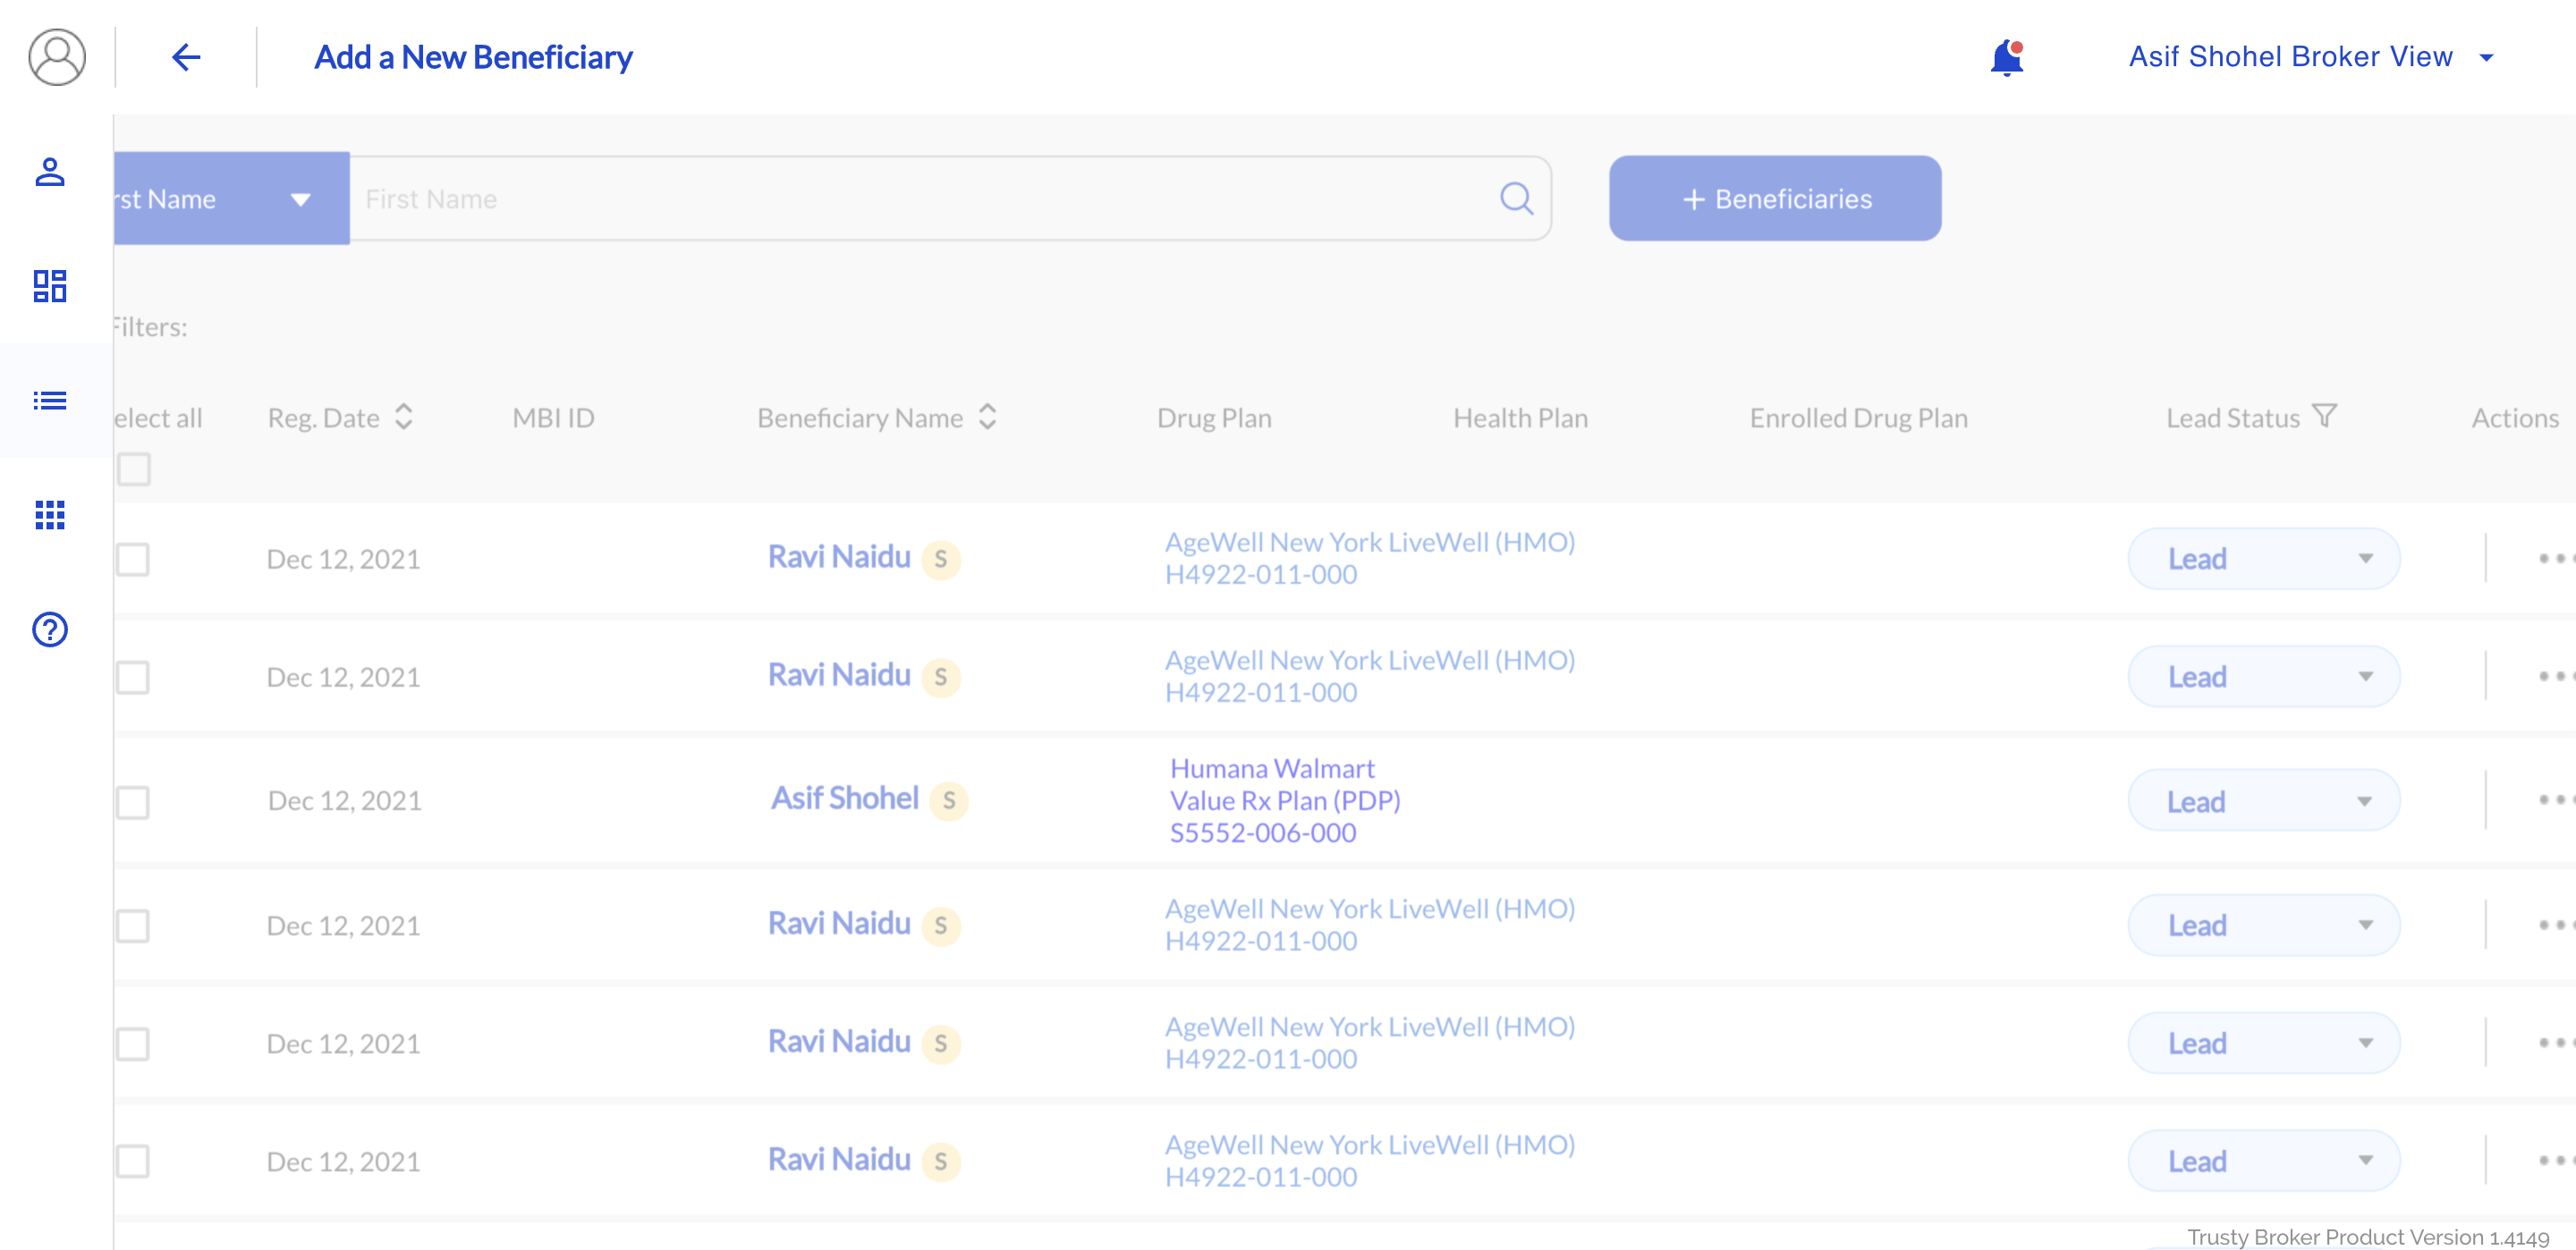 Add a New Beneficiary
Asif Shohel Broker View
rst Name
First Name
+ Beneficiaries
Filters:
elect all
Reg. Date
MBI ID
Beneficiary Name
Drug Plan
Health Plan
Enrolled Drug Plan
Lead Status
Actions
Dec 12, 2021
Ravi Naidu S
AgeWell New York LiveWell (HMO)
H4922-011-000
Lead
Dec 12, 2021
Ravi Naidu S
AgeWell New York LiveWell (HMO)
H4922-011-000
Lead
Dec 12, 2021
Asif Shohel S
Humana Walmart
Value Rx Plan (PDP)
S5552-006-000
Lead
Dec 12, 2021
Ravi Naidu S
AgeWell New York LiveWell (HMO)
H4922-011-000
Lead
Dec 12, 2021
Ravi Naidu S
AgeWell New York LiveWell (HMO)
H4922-011-000
Lead
Dec 12, 2021
Ravi Naidu S
AgeWell New York LiveWell (HMO)
H4922-011-000
Lead
Trusty Broker Product Version 1.4149